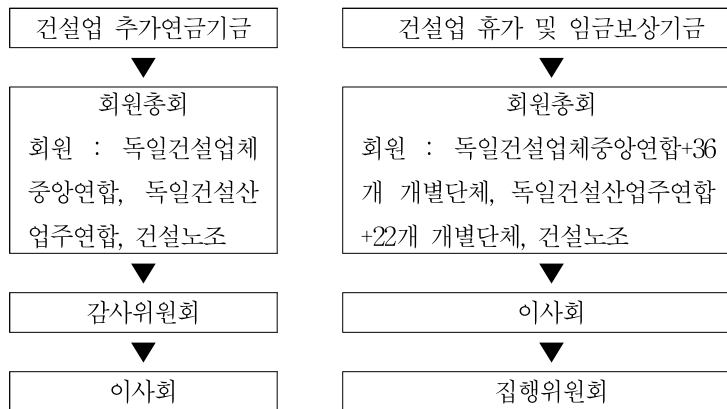 건설업 추가연금기금
▼
회원총회
회원 : 독일건설업체
중앙연합, 독일건설산
업주연합, 건설노조
▼
감사위원회
▼
이사회
건설업 휴가 및 임금보상기금
▼
회원총회
회원 : 독일건설업체중앙연합+36
개 개별단체, 독일건설산업주연합
+22개 개별단체, 건설노조
▼
이사회
▼
집행위원회